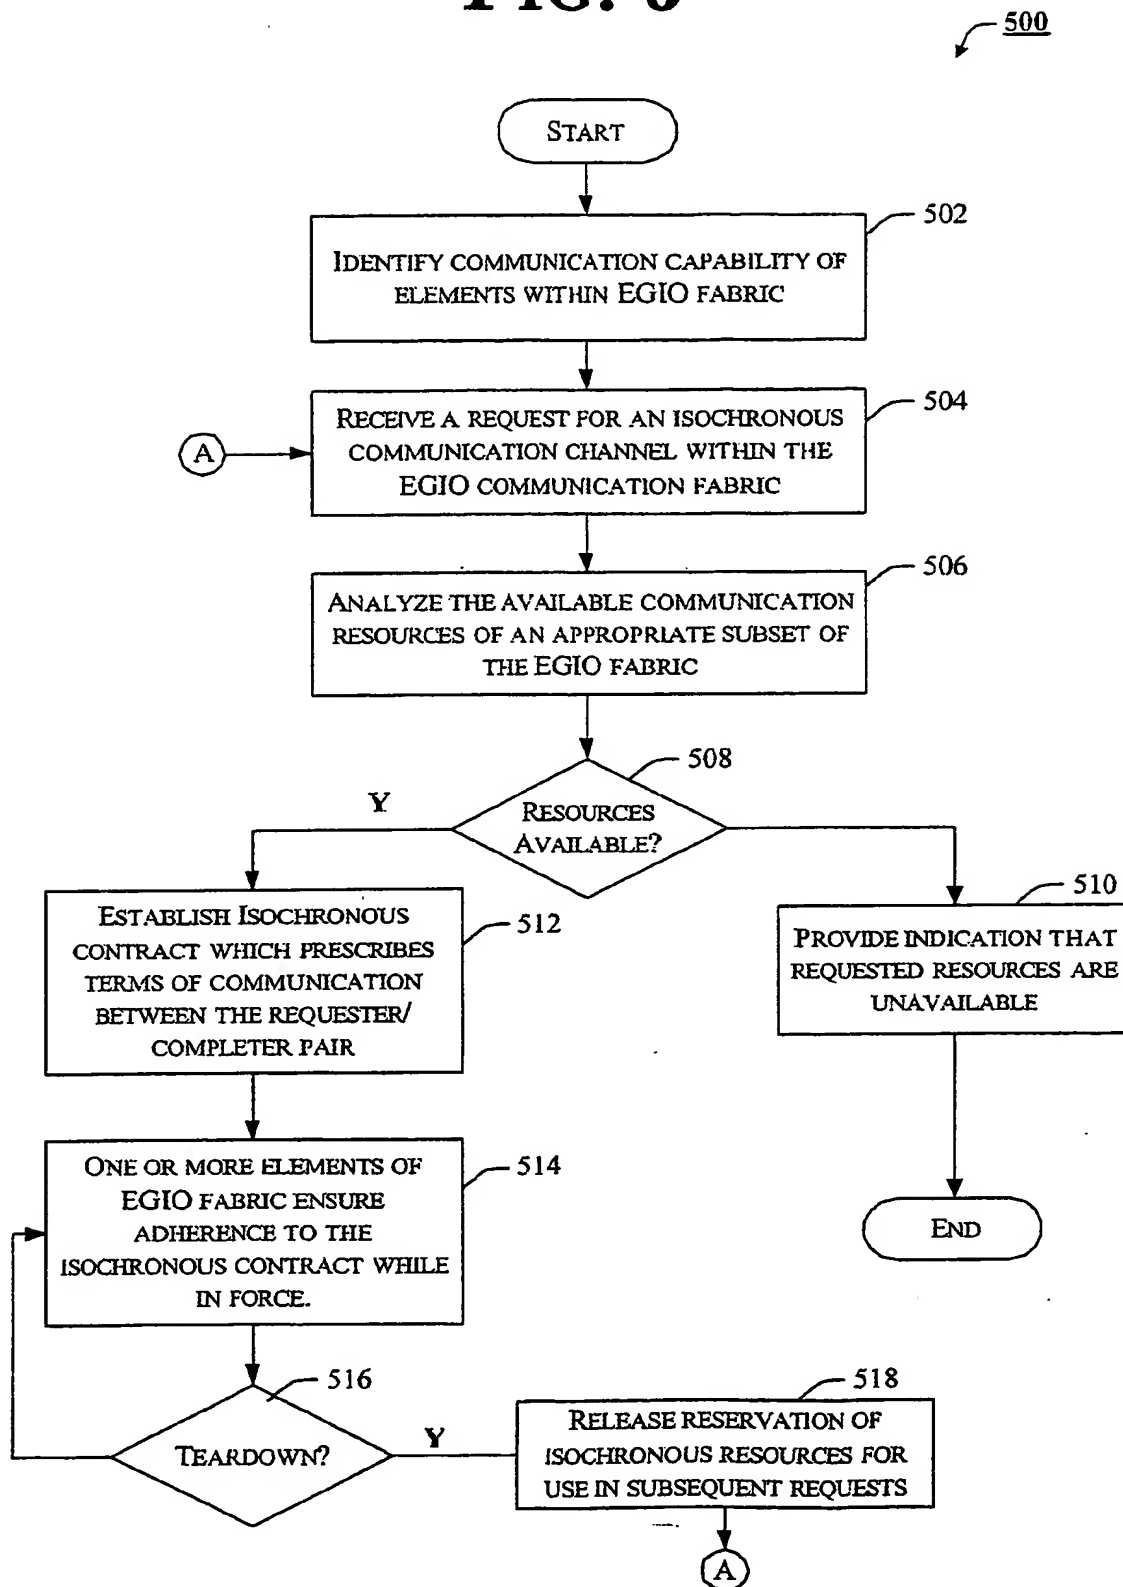 500
START
502
IDENTIFY COMMUNICATION CAPABILITY OF
ELEMENTS WITHIN EGIO FABRIC
504
RECEIVE A REQUEST FOR AN ISOCHRONOUS
COMMUNICATION CHANNEL WITHIN THE
EGIO COMMUNICATION FABRIC
A
506
ANALYZE THE AVAILABLE COMMUNICATION
RESOURCES OF AN APPROPRIATE SUBSET OF
THE EGIO FABRIC
508
RESOURCES
AVAILABLE?
Y
512
ESTABLISH ISOCHRONOUS
CONTRACT WHICH PRESCRIBES
TERMS OF COMMUNICATION
BETWEEN THE REQUESTER/
COMPLETER PAIR
510
PROVIDE INDICATION THAT
REQUESTED RESOURCES ARE
UNAVAILABLE
514
ONE OR MORE ELEMENTS OF
EGIO FABRIC ENSURE
ADHERENCE TO THE
ISOCHRONOUS CONTRACT WHILE
IN FORCE.
END
516
TEARDOWN?
Y
518
RELEASE RESERVATION OF
ISOCHRONOUS RESOURCES FOR
USE IN SUBSEQUENT REQUESTS
A